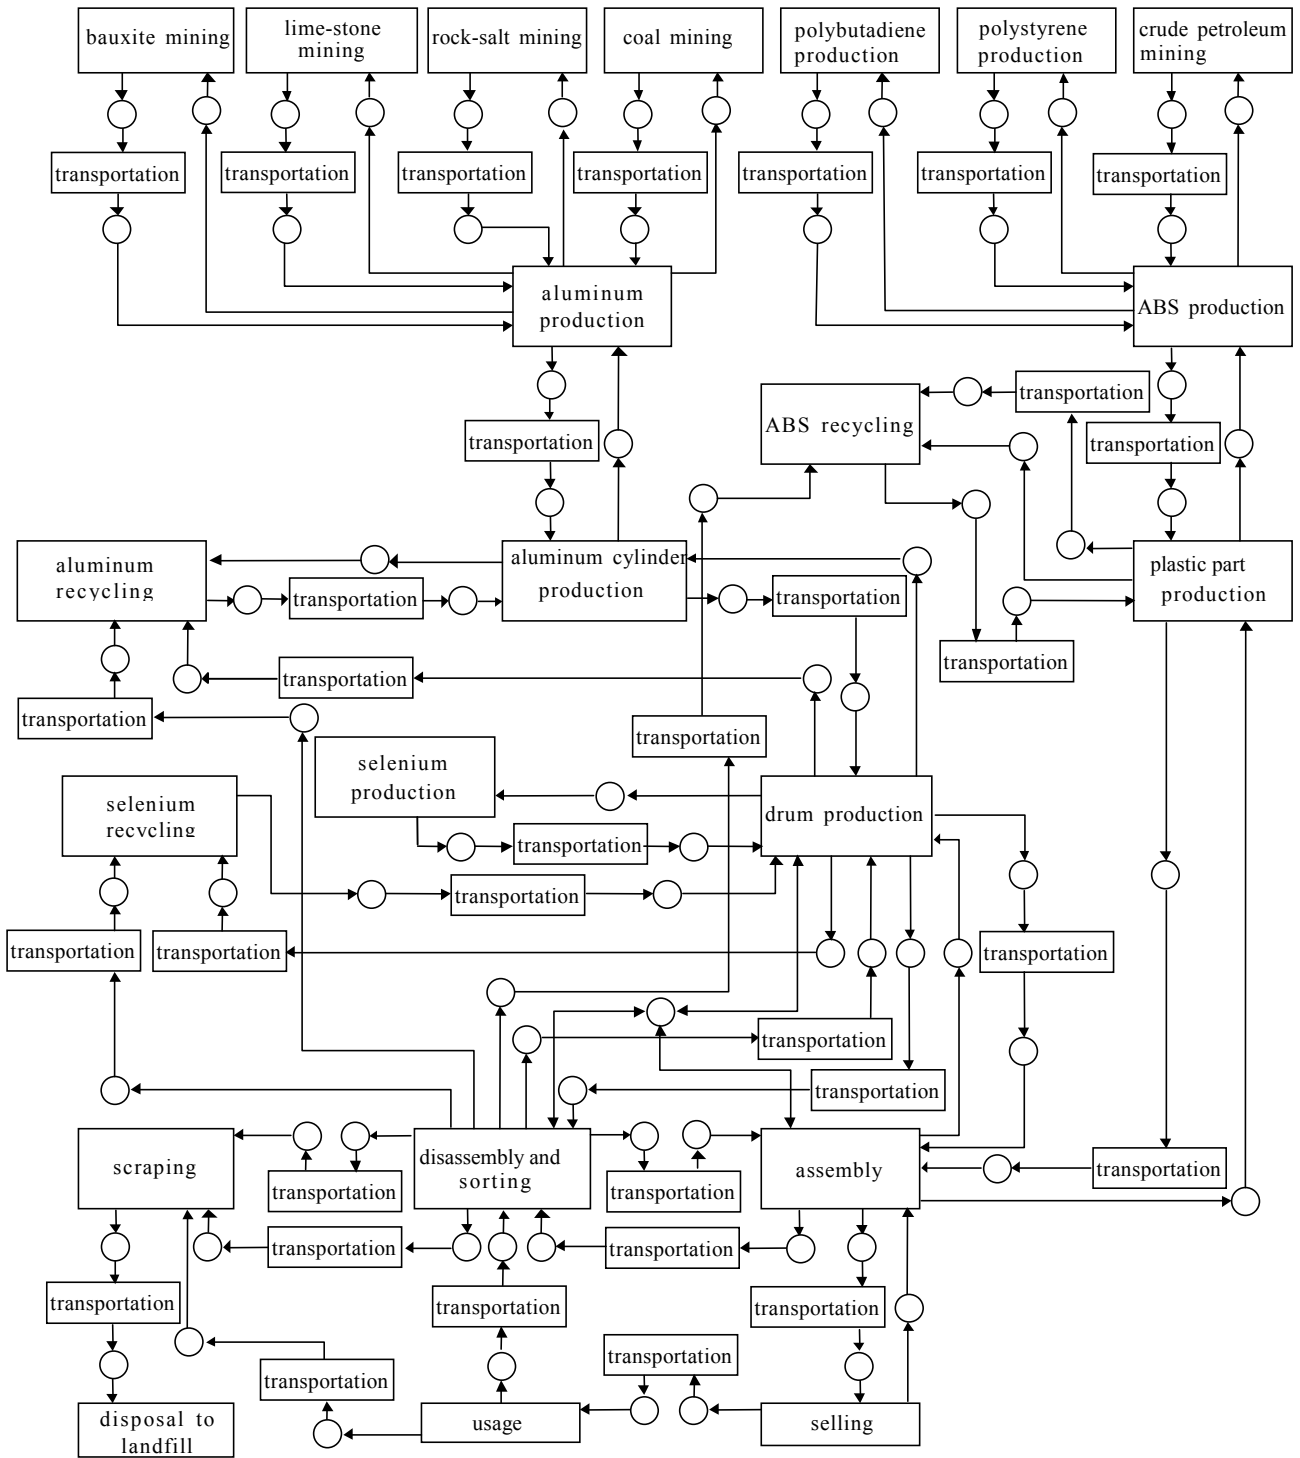 bauxite mining
lime-stone
mining
rock-salt mining
coal mining
polybutadiene
production
polystyrene
production
crude petroleum
mining
transportation
transportation
transportation
transportation
transportation
transportation
transportation
aluminum
production
ABS production
transportation
ABS recycling
transportation
transportation
aluminum
recycling
transportation
aluminum cylinder
production
transportation
plastic part
production
transportation
transportation
transportation
transportation
selenium
production
selenium
recycling
drum production
transportation
transportation
transportation
transportation
transportation
transportation
transportation
scraping
transportation
disassembly and
sorting
transportation
assembly
transportation
transportation
transportation
transportation
transportation
transportation
transportation
transportation
disposal to
landfill
usage
selling